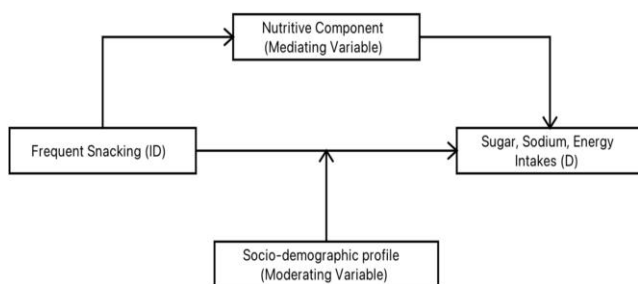 Nutritive Component
(Mediating Variable)
Frequent Snacking (ID)
Sugar, Sodium, Energy
Intakes (D)
Socio-demographic profile
(Moderating Variable)